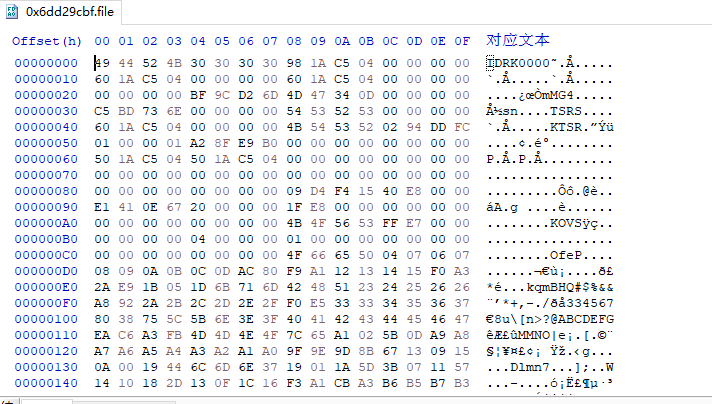 0x6dd29cbf.file
Offset(h) 00 01 02 03 04 05 06 07 08 09 0A 0B 0C 0D 0E 0F 对应文本
00000000 49 44 52 4B 30 30 30 30 98 1A C5 04 00 00 00 00 IDRK0000˜.Å.....
00000010 60 1A C5 04 00 00 00 00 60 1A C5 04 00 00 00 00 `.Å.....`.Å.....
00000020 00 00 00 00 BF 9C D2 6D 4D 47 34 0D 00 00 00 00 ....¿œÒmMG4.....
00000030 C5 BD 73 6E 00 00 00 00 54 53 52 53 00 00 00 00 Å½sn....TSRS....
00000040 60 1A C5 04 00 00 00 00 4B 54 53 52 02 94 DD FC `.Å.....KTSR.”Ýü
00000050 01 00 00 01 A2 8F E9 B0 00 00 00 00 00 00 00 00 ....¢.é°........
00000060 50 1A C5 04 50 1A C5 04 00 00 00 00 00 00 00 00 P.Å.P.Å.........
00000070 00 00 00 00 00 00 00 00 00 00 00 00 00 00 00 00 ................
00000080 00 00 00 00 00 00 00 00 09 D4 F4 15 40 E8 00 00 .........Ôô.@è..
00000090 E1 41 0E 67 20 00 00 00 1F E8 00 00 00 00 00 00 áA.g ....è......
000000A0 00 00 00 00 00 00 00 00 4B 4F 56 53 FF E7 00 00 ........KOVSÿç..
000000B0 00 00 00 00 04 00 00 00 01 00 00 00 00 00 00 00 ................
000000C0 00 00 00 00 00 00 00 00 4F 66 65 50 04 07 06 07 ........OfeP....
000000D0 08 09 0A 0B 0C 0D AC 80 F9 A1 12 13 14 15 F0 A3 ......¬€ù¡....ð£
000000E0 2A E9 1B 05 1D 6B 71 6D 42 48 51 23 24 25 26 26 *é...kqmBHQ#$%&&
000000F0 A8 92 2A 2B 2C 2D 2E 2F F0 E5 33 33 34 35 36 37 ¨’*+,-./ðå334567
00000100 80 38 75 5C 5B 6E 3E 3F 40 41 42 43 44 45 46 47 €8u\[n>?@ABCDEFG
00000110 EA C6 A3 FB 4D 4D 4E 4F 7C 65 A1 02 5B 0D A9 A8 êÆ£ûMMNO|e¡.[.©¨
00000120 A7 A6 A5 A4 A3 A2 A1 A0 9F 9E 9D 8B 67 13 09 15 §¦¥¤£¢¡ Ÿž.‹g...
00000130 0A 00 19 44 6C 6D 6E 37 19 01 1A 5D 3B 07 11 57 ...Dlmn7...];..W
00000140 14 10 18 2D 13 0F 1C 16 F3 A1 CB A3 B6 B5 B7 B3 ...-....ó¡Ë£¶µ·³